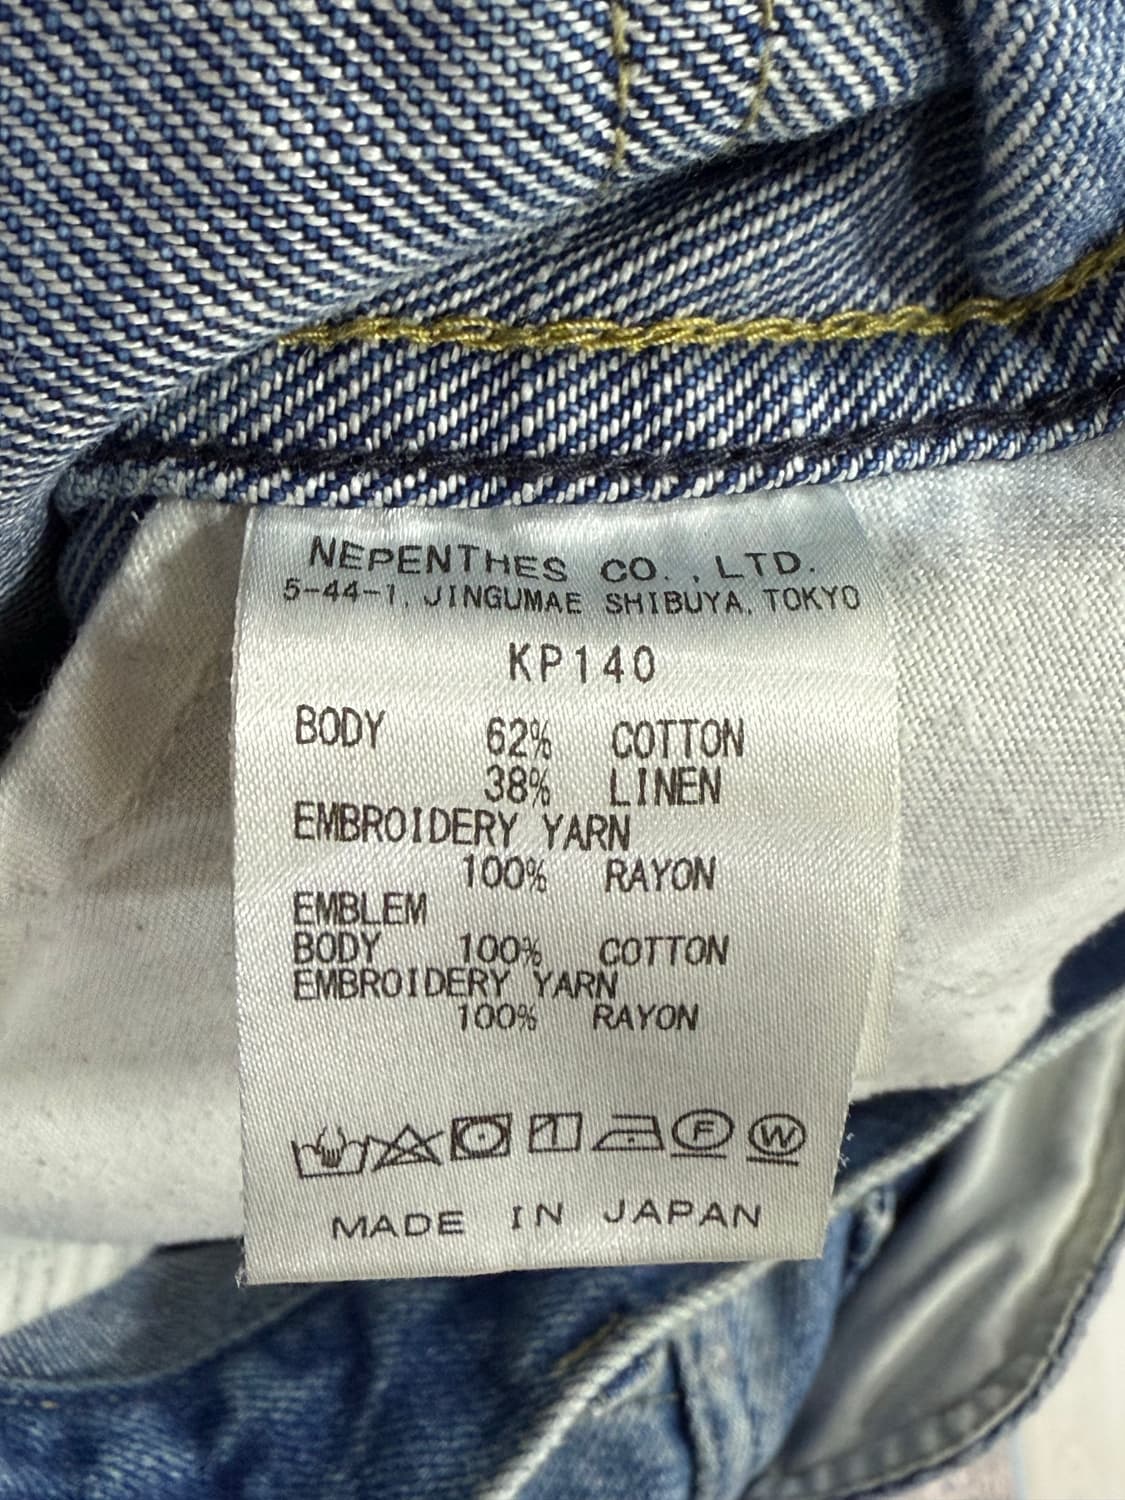 NEPENTHES CO., LTD.
5-44-1, JINGUMAE SHIBUYA, TOKYO
KP140
BODY 62% COTTON
38% LINEN
EMBROIDERY YARN
100% RAYON
EMBLEM
BODY 100% COTTON
EMBROIDERY YARN
100% RAYON
F W
MADE IN JAPAN